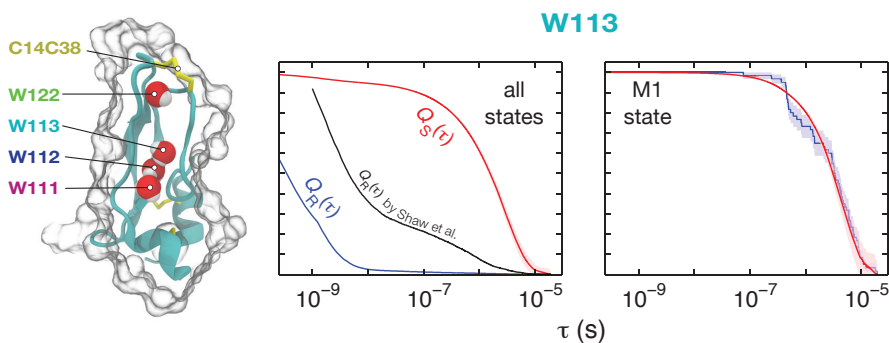 W113
C14C38
W122
W113
W112
W111
all
states
Q_S(τ)
Q_R(τ) by Shaw et al.
Q_R(τ)
M1
state
10⁻⁹ 10⁻⁷ 10⁻⁵
10⁻⁹ 10⁻⁷ 10⁻⁵
τ (s)